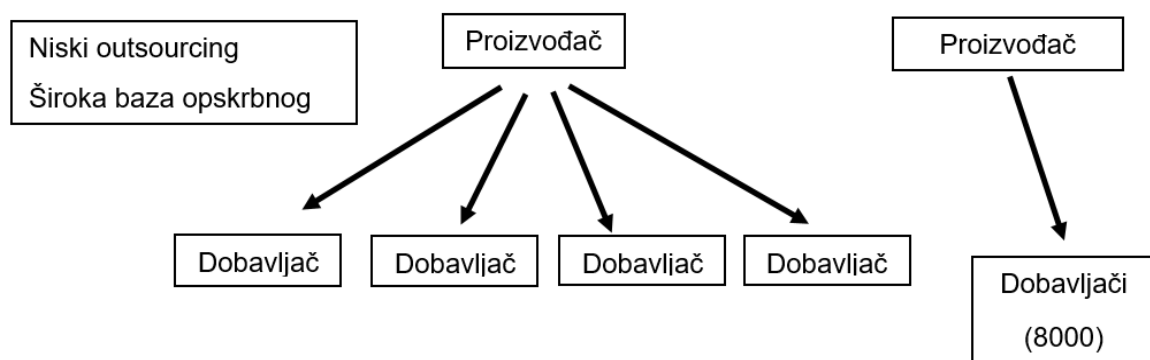 Niski outsourcing
Široka baza opskrbnog
Proizvođač
Proizvođač
Dobavljač
Dobavljač
Dobavljač
Dobavljač
Dobavljači
(8000)